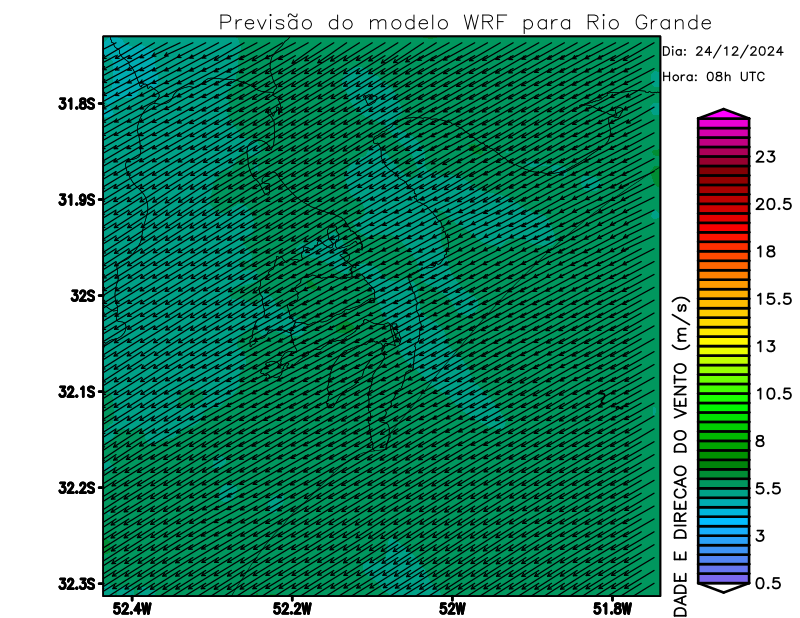 Previsão do modelo WRF para Rio Grande
Dia: 24/12/2024
Hora: 08h UTC
31.8S
31.9S
32S
32.1S
32.2S
32.3S
52.4W
52.2W
52W
51.8W
23
20.5
18
15.5
13
10.5
8
5.5
3
0.5
DADE E DIRECAO DO VENTO (m/s)